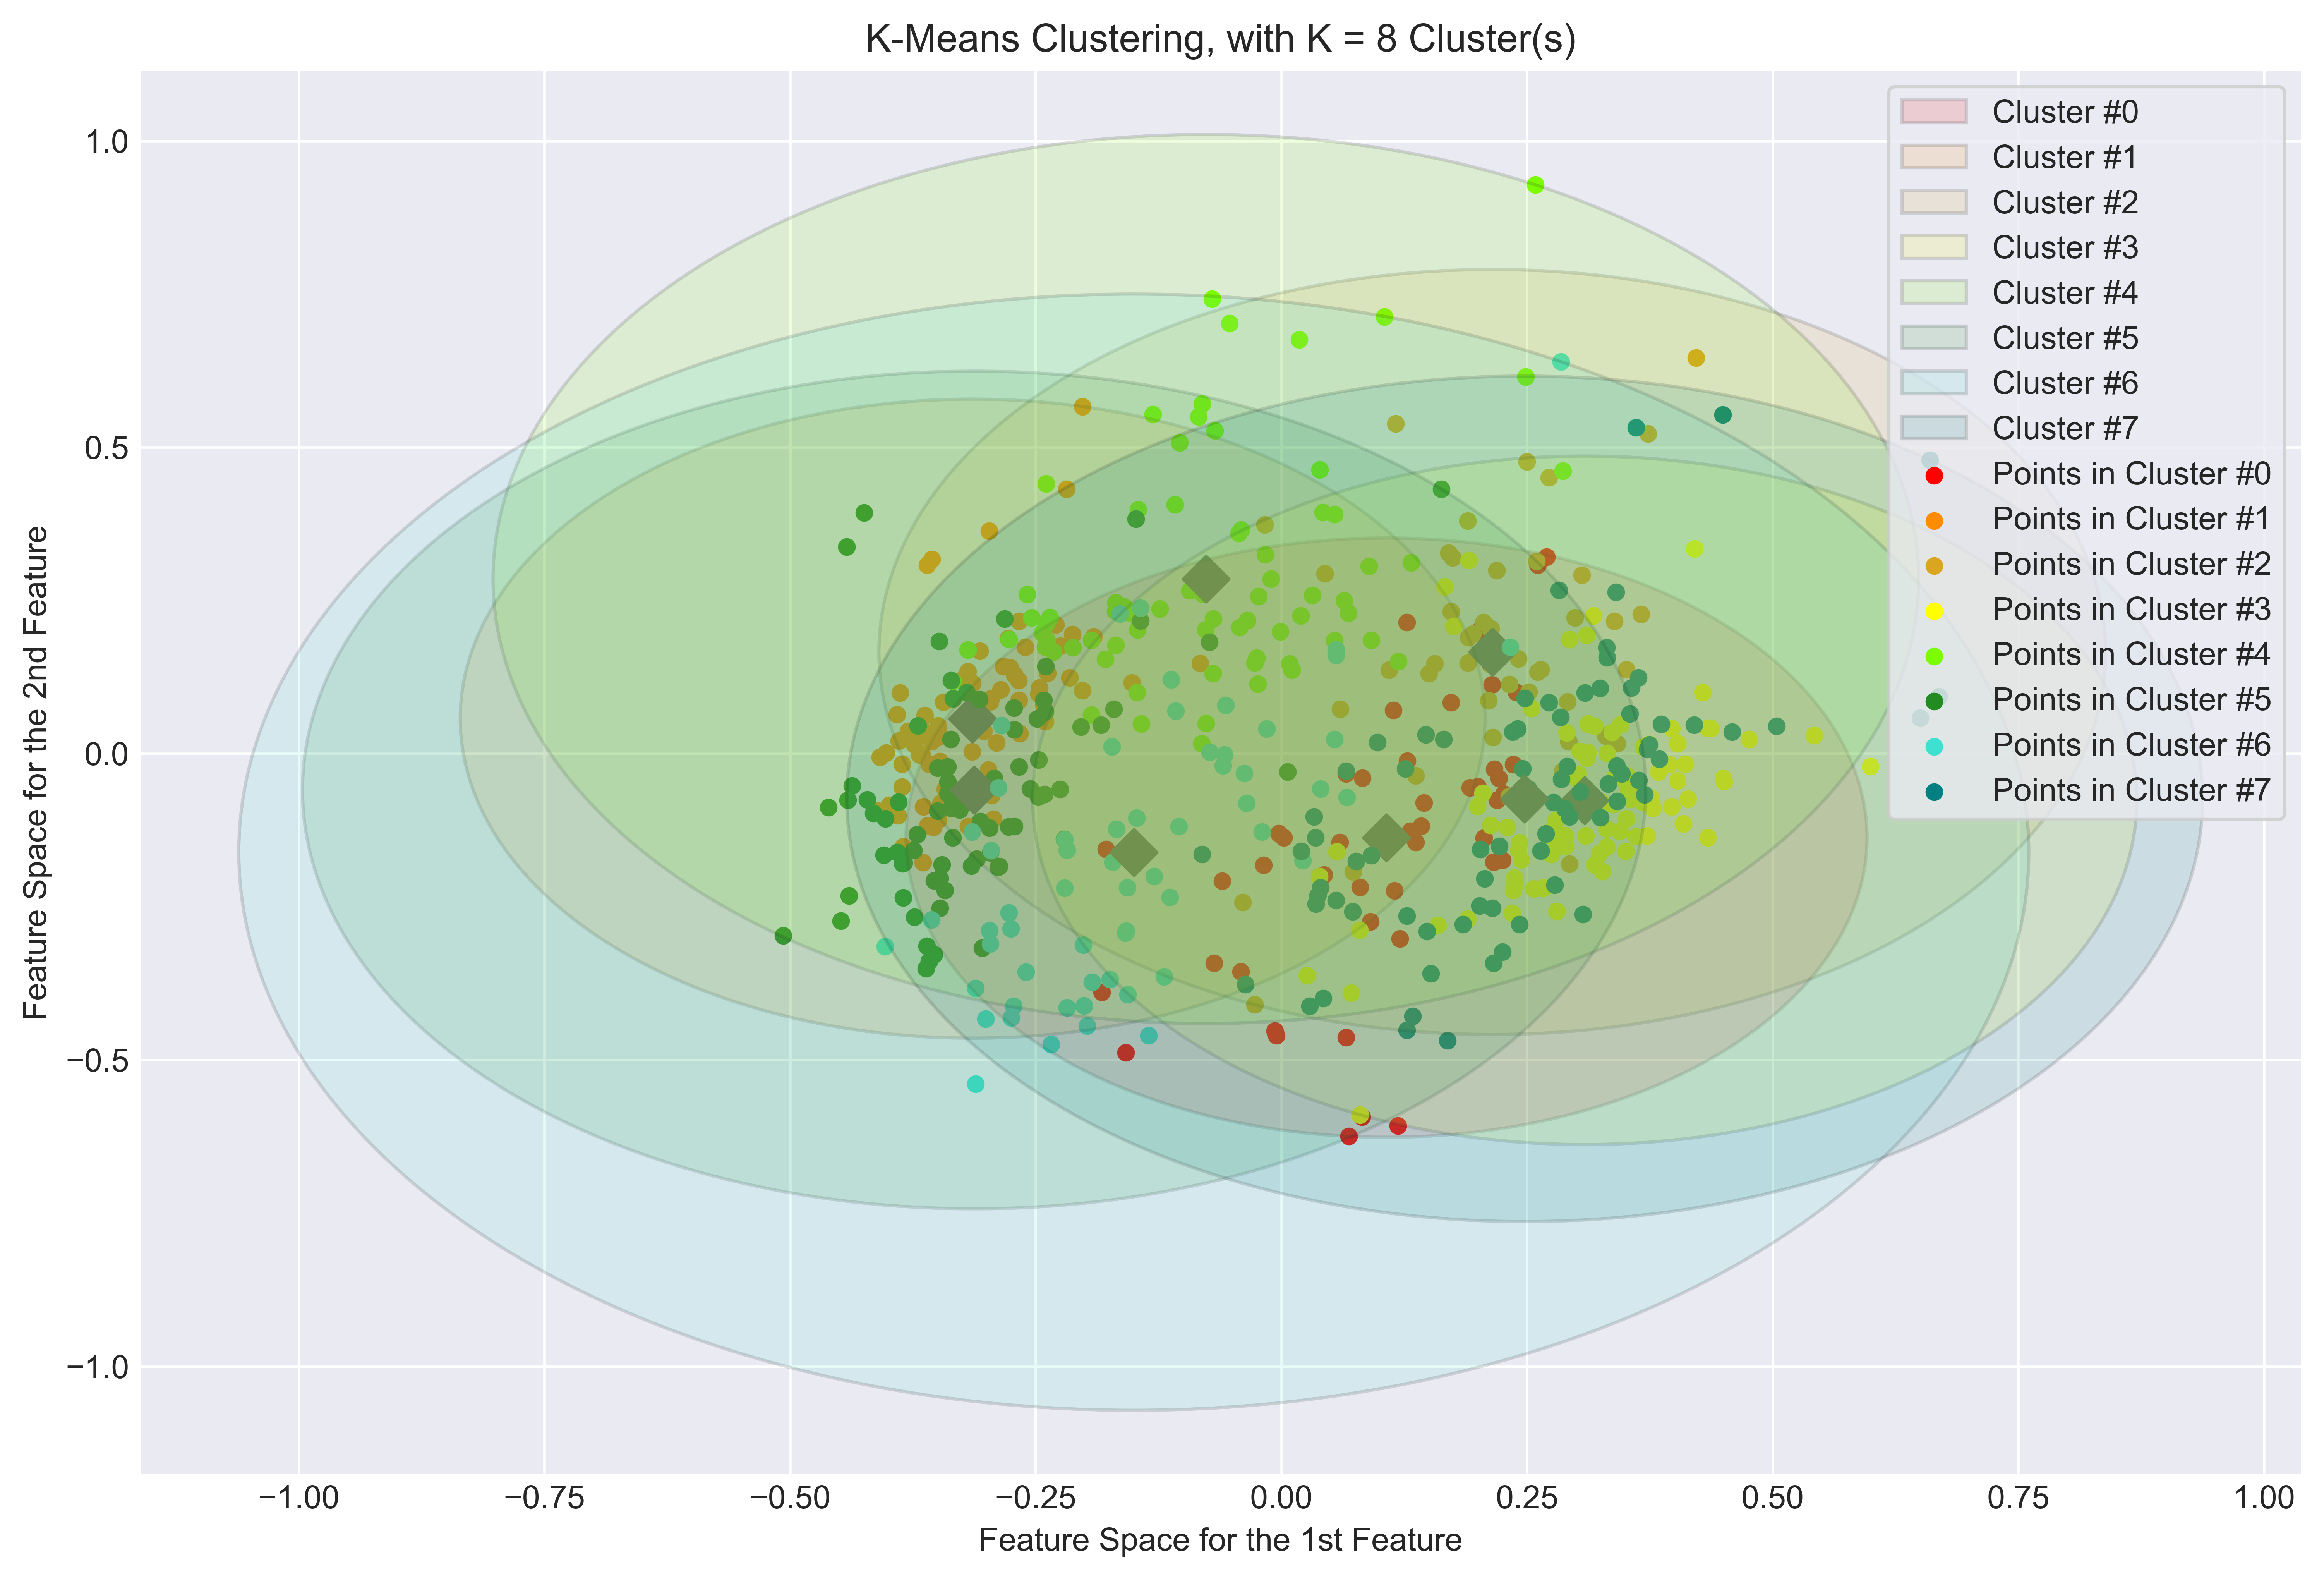 K-Means Clustering, with K = 8 Cluster(s)
Cluster #0
Cluster #1
Cluster #2
Cluster #3
Cluster #4
Cluster #5
Cluster #6
Cluster #7
Points in Cluster #0
Points in Cluster #1
Points in Cluster #2
Points in Cluster #3
Points in Cluster #4
Points in Cluster #5
Points in Cluster #6
Points in Cluster #7
Feature Space for the 2nd Feature
1.0
0.5
0.0
−0.5
−1.0
−1.00 −0.75 −0.50 −0.25 0.00 0.25 0.50 0.75 1.00
Feature Space for the 1st Feature